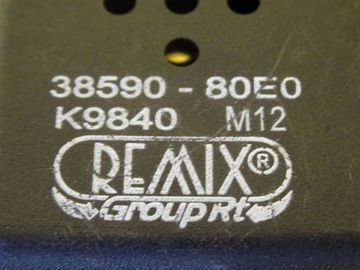 38590 - 80E0
K9840 M12
REMIX®
Group Rt